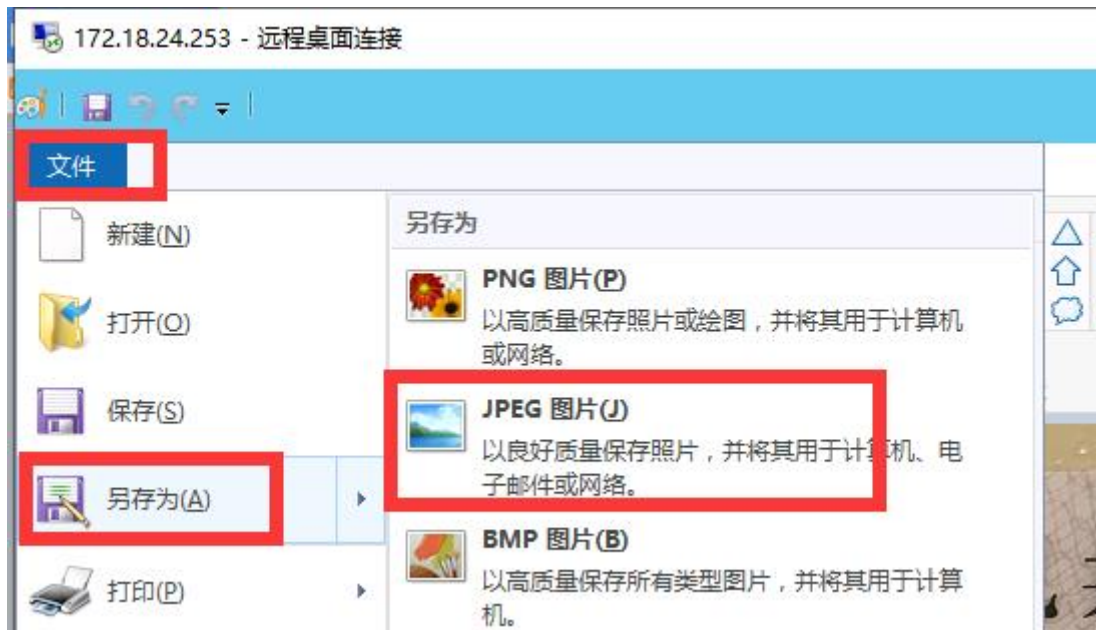 172.18.24.253 - 远程桌面连接
文件
新建(N)
打开(O)
保存(S)
另存为(A)
打印(P)
另存为
PNG 图片(P)
以高质量保存照片或绘图，并将其用于计算机
或网络。
JPEG 图片(J)
以良好质量保存照片，并将其用于计算机、电
子邮件或网络。
BMP 图片(B)
以高质量保存所有类型图片，并将其用于计算
机。